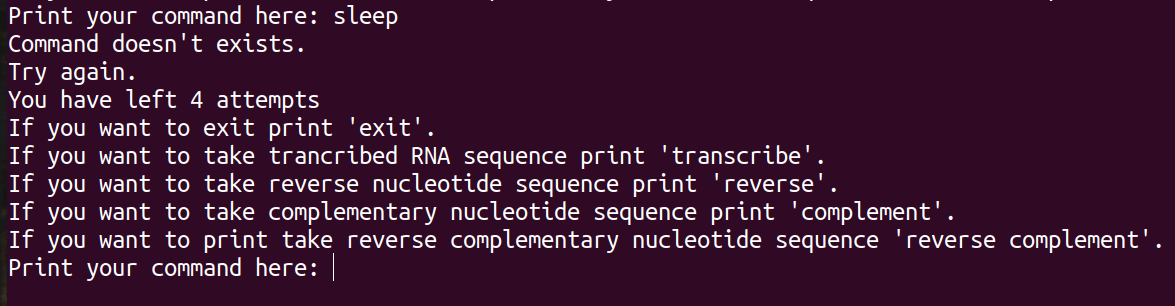 Print your command here: sleep
Command doesn't exists.
Try again.
You have left 4 attempts
If you want to exit print 'exit'.
If you want to take trancribed RNA sequence print 'transcribe'.
If you want to take reverse nucleotide sequence print 'reverse'.
If you want to take complementary nucleotide sequence print 'complement'.
If you want to print take reverse complementary nucleotide sequence 'reverse complement'.
Print your command here: